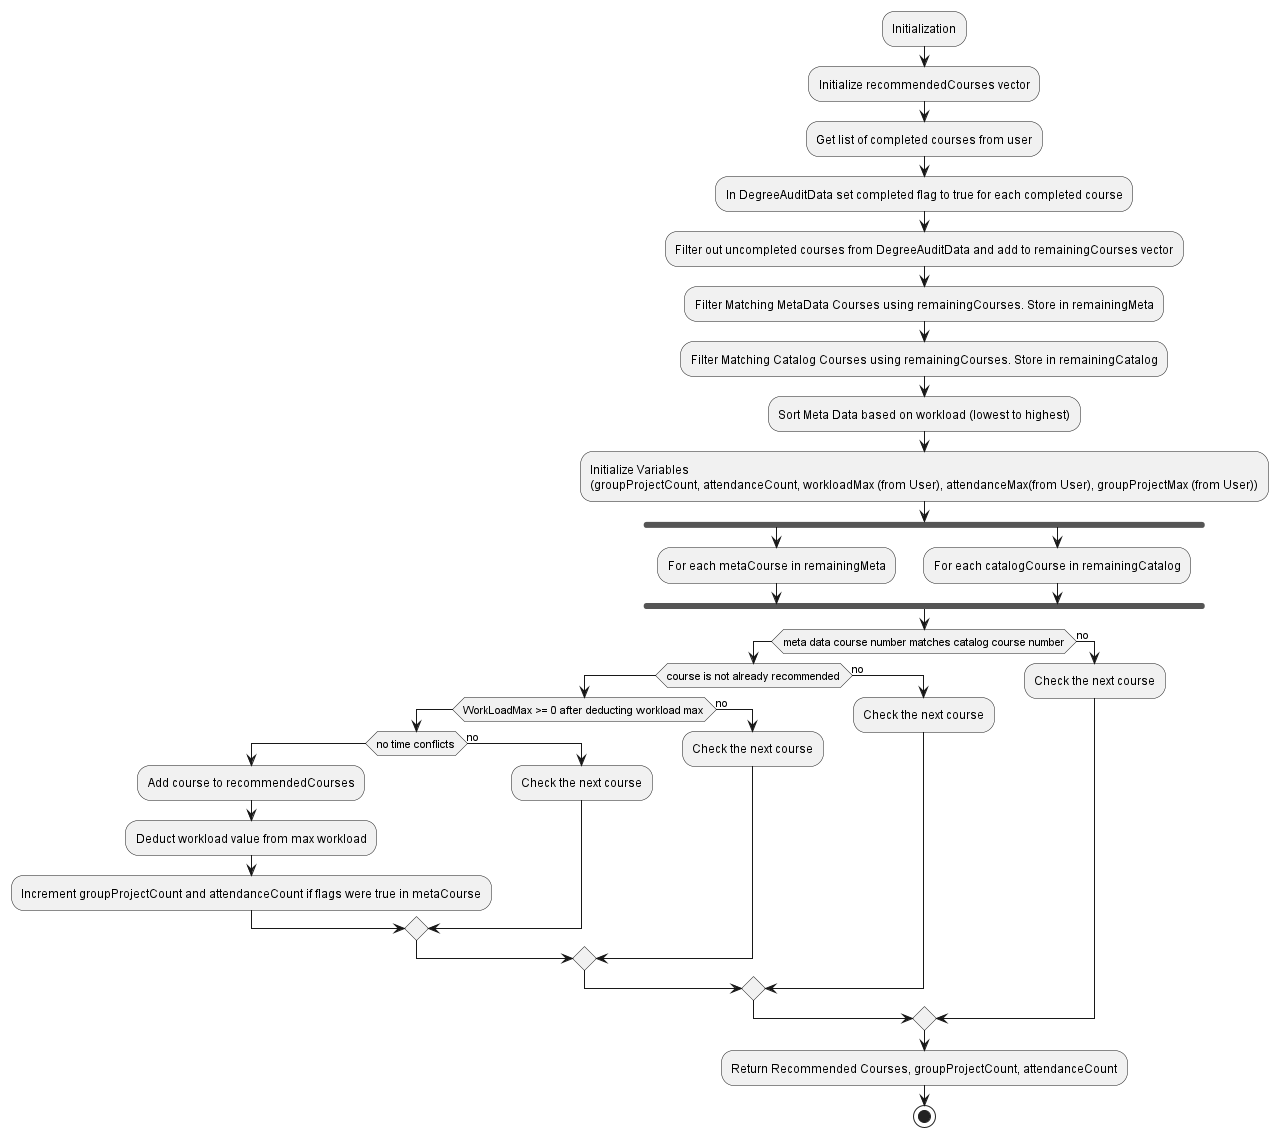 Initialization
Initialize recommendedCourses vector
Get list of completed courses from user
In DegreeAuditData set completed flag to true for each completed course
Filter out uncompleted courses from DegreeAuditData and add to remainingCourses vector
Filter Matching MetaData Courses using remainingCourses. Store in remainingMeta
Filter Matching Catalog Courses using remainingCourses. Store in remainingCatalog
Sort Meta Data based on workload (lowest to highest)
Initialize Variables
(groupProjectCount, attendanceCount, workloadMax (from User), attendanceMax(from User), groupProjectMax (from User))
For each metaCourse in remainingMeta
For each catalogCourse in remainingCatalog
meta data course number matches catalog course number
no
course is not already recommended
no
Check the next course
WorkLoadMax >= 0 after deducting workload max
no
Check the next course
no time conflicts
no
Check the next course
Add course to recommendedCourses
Check the next course
Deduct workload value from max workload
Increment groupProjectCount and attendanceCount if flags were true in metaCourse
Return Recommended Courses, groupProjectCount, attendanceCount